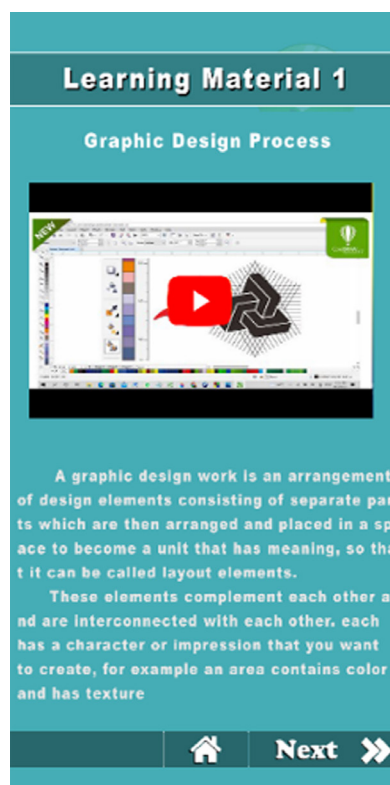 Learning Material 1
Graphic Design Process
NEW
A graphic design work is an arrangement
of design elements consisting of separate par
ts which are then arranged and placed in a sp
ace to become a unit that has meaning, so tha
t it can be called layout elements.
These elements complement each other a
nd are interconnected with each other. each
has a character or impression that you want
to create, for example an area contains color
and has texture
Next